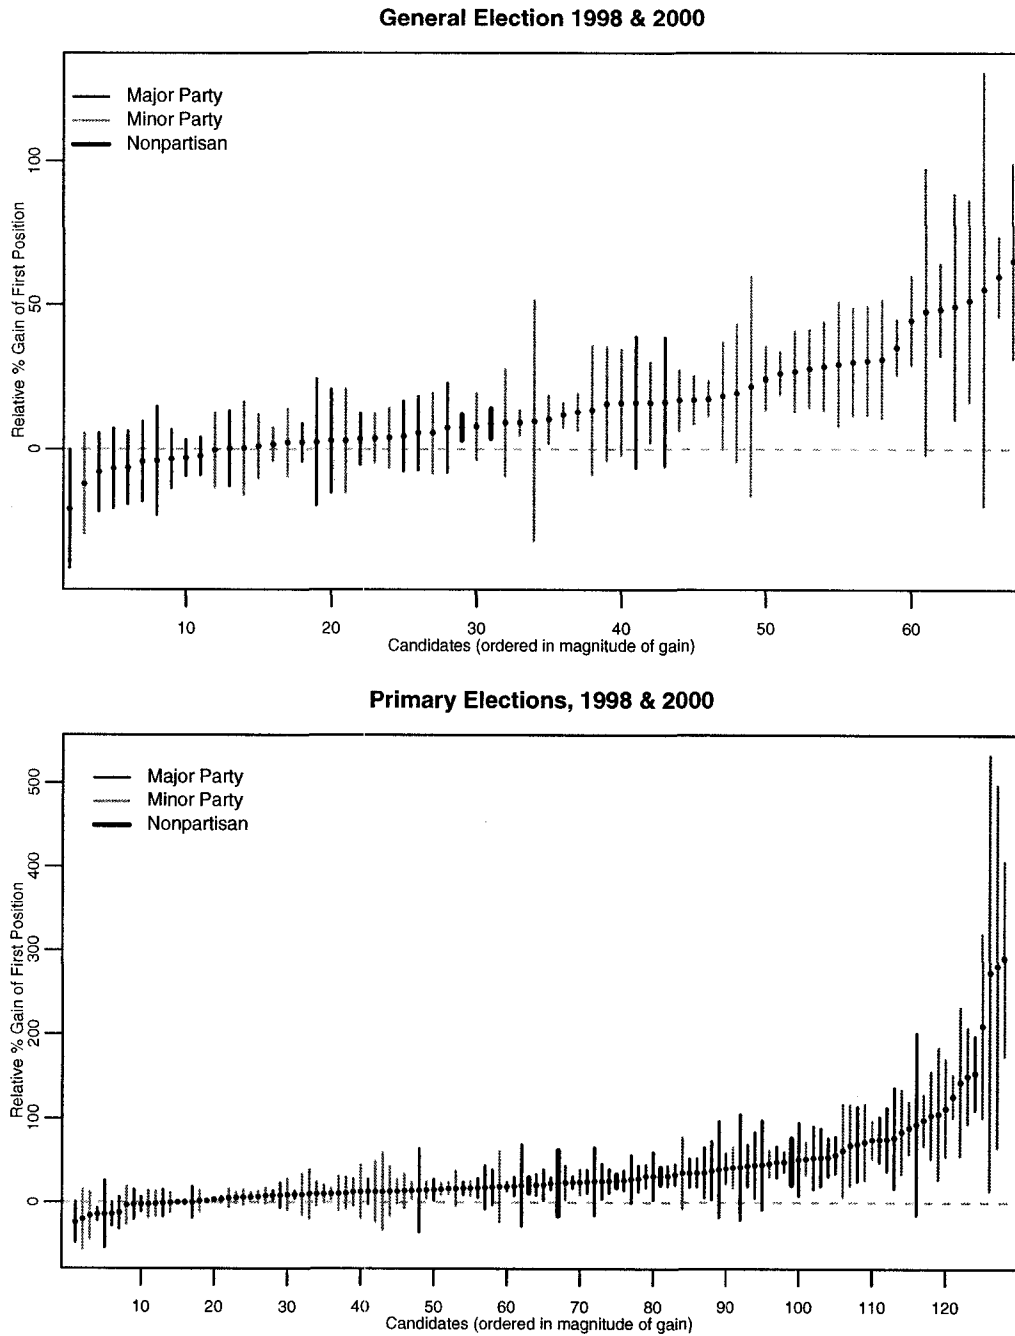 General Election 1998 & 2000
Major Party
Minor Party
Nonpartisan
Relative % Gain of First Position
100
50
0
10 20 30 40 50 60
Candidates (ordered in magnitude of gain)
Primary Elections, 1998 & 2000
Major Party
Minor Party
Nonpartisan
Relative % Gain of First Position
500
400
300
200
100
0
10 20 30 40 50 60 70 80 90 100 110 120
Candidates (ordered in magnitude of gain)